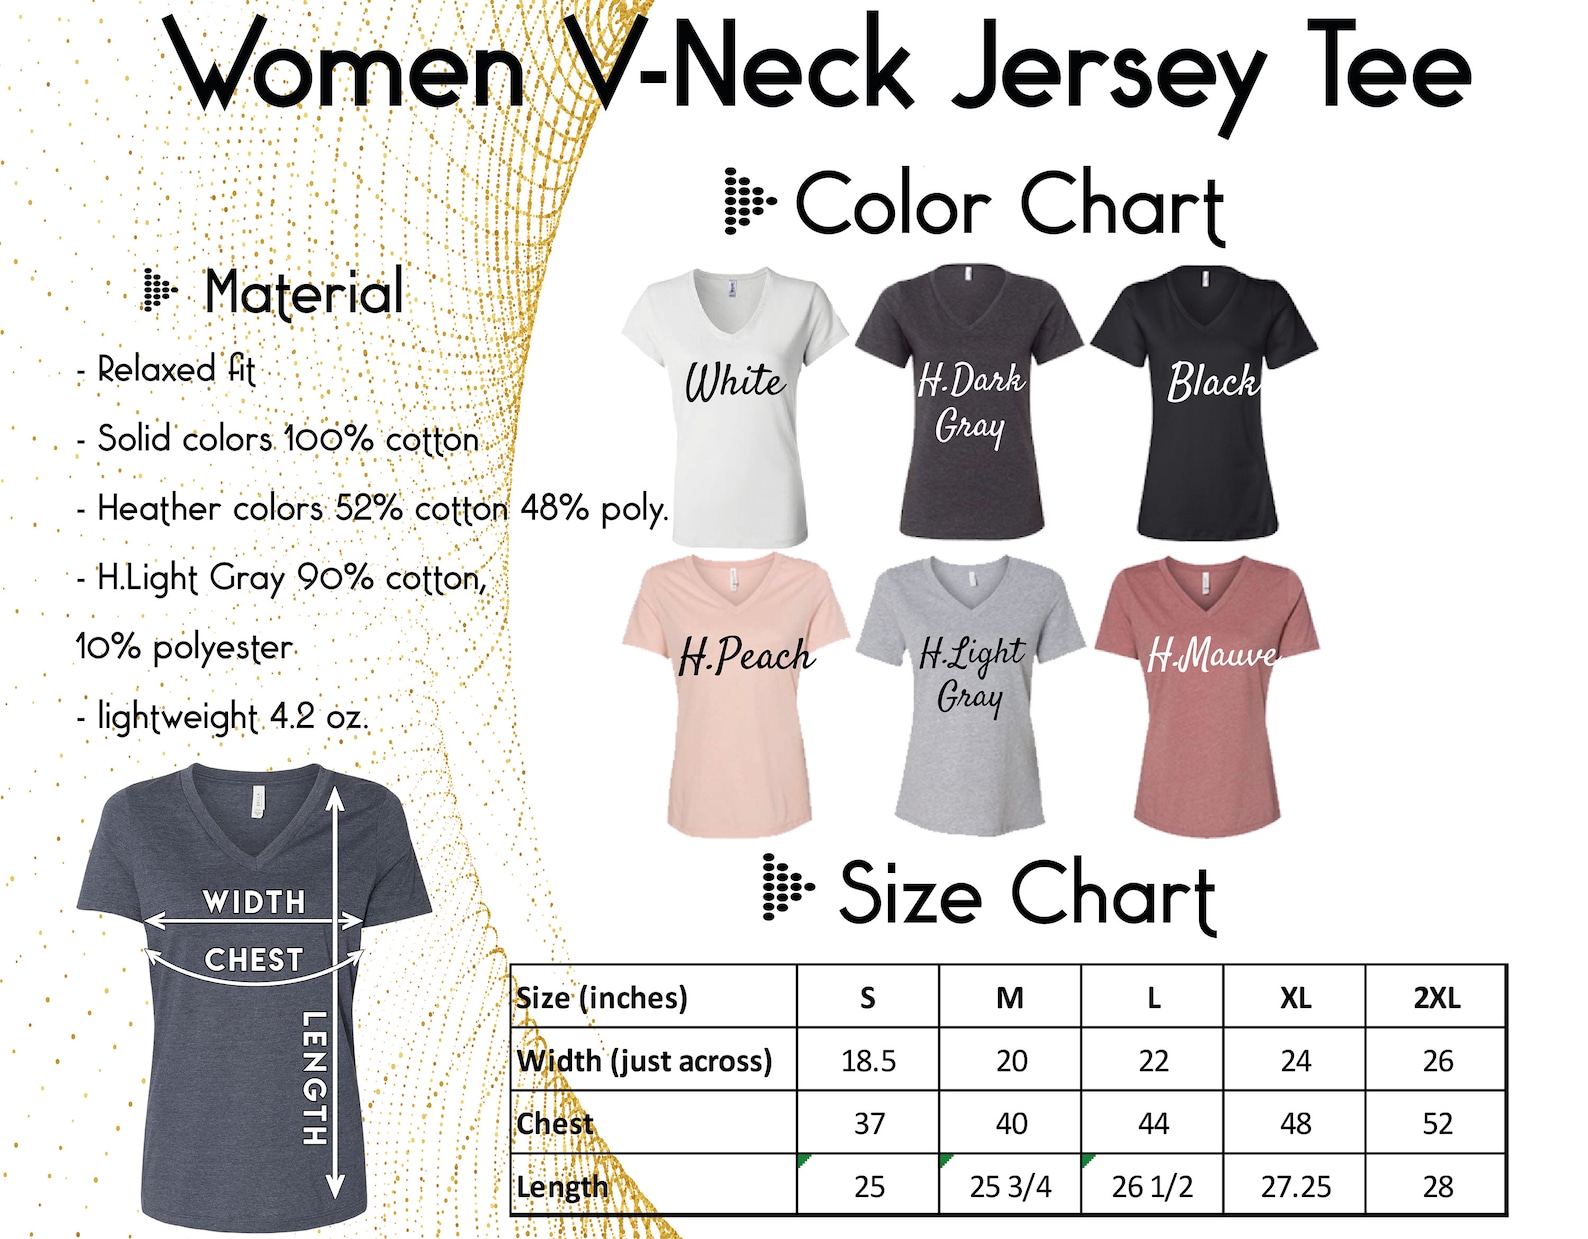 Women V-Neck Jersey Tee
Color Chart
Material
- Relaxed fit
- Solid colors 100% cotton
- Heather colors 52% cotton 48% poly.
- H.Light Gray 90% cotton,
10% polyester
- lightweight 4.2 oz.
White
H.Dark
Gray
Black
H.Peach
H.Light
Gray
H.Mauve
WIDTH
CHEST
LENGTH
Size Chart
Size (inches) S M L XL 2XL
Width (just across) 18.5 20 22 24 26
Chest 37 40 44 48 52
Length 25 25 3/4 26 1/2 27.25 28